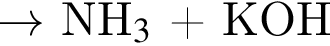 → NH₃ + KOH